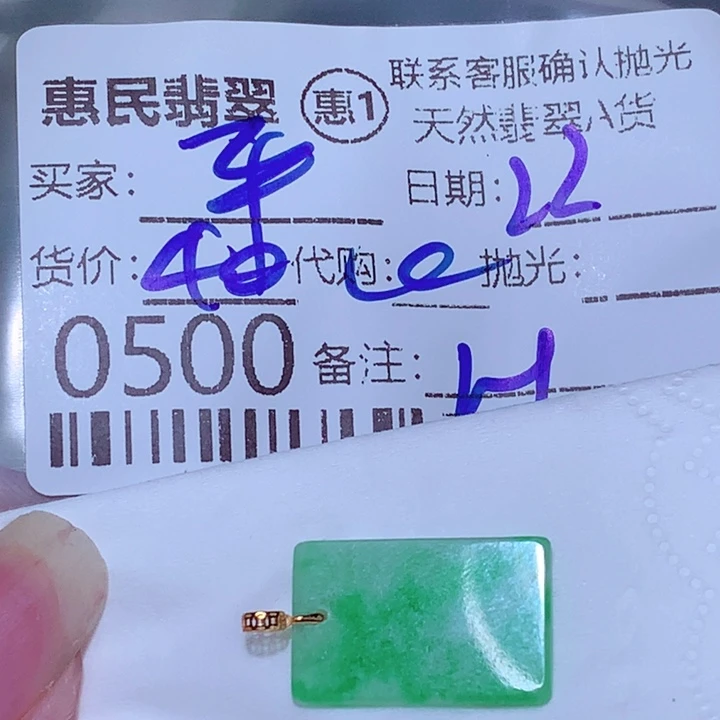 惠民翡翠 惠1 联系客服确认抛光
天然翡翠A货
买家: 日期: 22
货价: 代购: 抛光:
0500 备注: